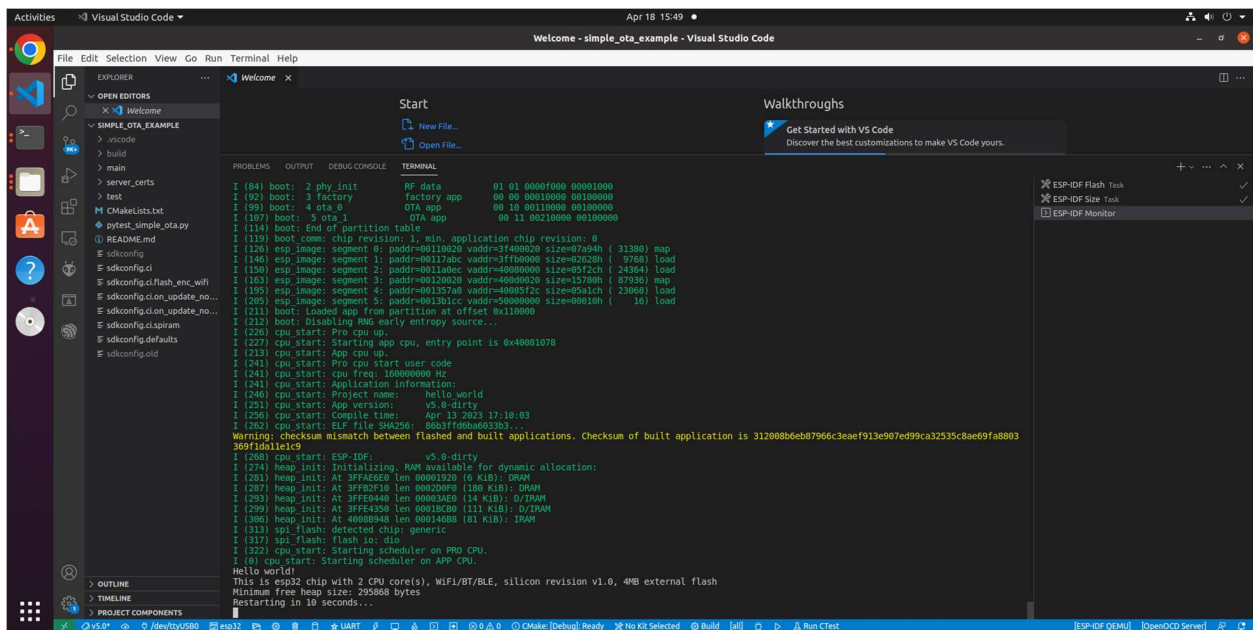 Activities
Visual Studio Code
Apr 18 15:49
Welcome - simple_ota_example - Visual Studio Code
File Edit Selection View Go Run Terminal Help
EXPLORER
Welcome
OPEN EDITORS
Welcome
SIMPLE_OTA_EXAMPLE
.vscode
build
main
server_certs
test
CMakeLists.txt
pytest_simple_ota.py
README.md
sdkconfig
sdkconfig.ci
sdkconfig.ci.flash_enc_wifi
sdkconfig.ci.on_update_no...
sdkconfig.ci.on_update_no...
sdkconfig.ci.spiram
sdkconfig.defaults
sdkconfig.old
OUTLINE
TIMELINE
PROJECT COMPONENTS
9K+
1
Start
New File...
Open File...
Walkthroughs
Get Started with VS Code
Discover the best customizations to make VS Code yours.
PROBLEMS OUTPUT DEBUG CONSOLE TERMINAL
I (84) boot: 2 phy_init RF data 01 01 0000f000 00001000
I (92) boot: 3 factory factory app 00 00 00010000 00100000
I (99) boot: 4 ota_0 OTA app 00 10 00110000 00100000
I (107) boot: 5 ota_1 OTA app 00 11 00210000 00100000
I (114) boot: End of partition table
I (119) boot_comm: chip revision: 1, min. application chip revision: 0
I (126) esp_image: segment 0: paddr=00110020 vaddr=3f400020 size=07a94h ( 31380) map
I (146) esp_image: segment 1: paddr=00117abc vaddr=3ffb0000 size=02628h ( 9768) load
I (150) esp_image: segment 2: paddr=0011a0ec vaddr=40080000 size=05f2ch ( 24364) load
I (163) esp_image: segment 3: paddr=00120020 vaddr=400d0020 size=15780h ( 87936) map
I (195) esp_image: segment 4: paddr=001357a8 vaddr=40085f2c size=05a1ch ( 23068) load
I (205) esp_image: segment 5: paddr=0013b1cc vaddr=50000000 size=00010h ( 16) load
I (211) boot: Loaded app from partition at offset 0x110000
I (212) boot: Disabling RNG early entropy source...
I (226) cpu_start: Pro cpu up.
I (227) cpu_start: Starting app cpu, entry point is 0x40081078
I (213) cpu_start: App cpu up.
I (241) cpu_start: Pro cpu start user code
I (241) cpu_start: cpu freq: 160000000 Hz
I (241) cpu_start: Application information:
I (246) cpu_start: Project name: hello_world
I (251) cpu_start: App version: v5.0-dirty
I (256) cpu_start: Compile time: Apr 13 2023 17:10:03
I (262) cpu_start: ELF file SHA256: 86b3ffd6ba6033b3...
Warning: checksum mismatch between flashed and built applications. Checksum of built application is 312008b6eb87966c3eaef913e907ed99ca32535c8ae69fa8803
369f1da11e1c9
I (268) cpu_start: ESP-IDF: v5.0-dirty
I (274) heap_init: Initializing. RAM available for dynamic allocation:
I (281) heap_init: At 3FFAE6E0 len 00001920 (6 KiB): DRAM
I (287) heap_init: At 3FFB2F10 len 0002D0F0 (180 KiB): DRAM
I (293) heap_init: At 3FFE0440 len 00003AE0 (14 KiB): D/IRAM
I (299) heap_init: At 3FFE4350 len 0001BCB0 (111 KiB): D/IRAM
I (306) heap_init: At 4008B948 len 000146B8 (81 KiB): IRAM
I (313) spi_flash: detected chip: generic
I (317) spi_flash: flash io: dio
I (322) cpu_start: Starting scheduler on PRO CPU.
I (0) cpu_start: Starting scheduler on APP CPU.
Hello world!
This is esp32 chip with 2 CPU core(s), WiFi/BT/BLE, silicon revision v1.0, 4MB external flash
Minimum free heap size: 295868 bytes
Restarting in 10 seconds...
ESP-IDF Flash Task
ESP-IDF Size Task
ESP-IDF Monitor
v5.0* /dev/ttyUSB0 esp32 UART 0 0 CMake: [Debug]: Ready No Kit Selected Build [all] Run CTest [ESP-IDF QEMU] [OpenOCD Server]